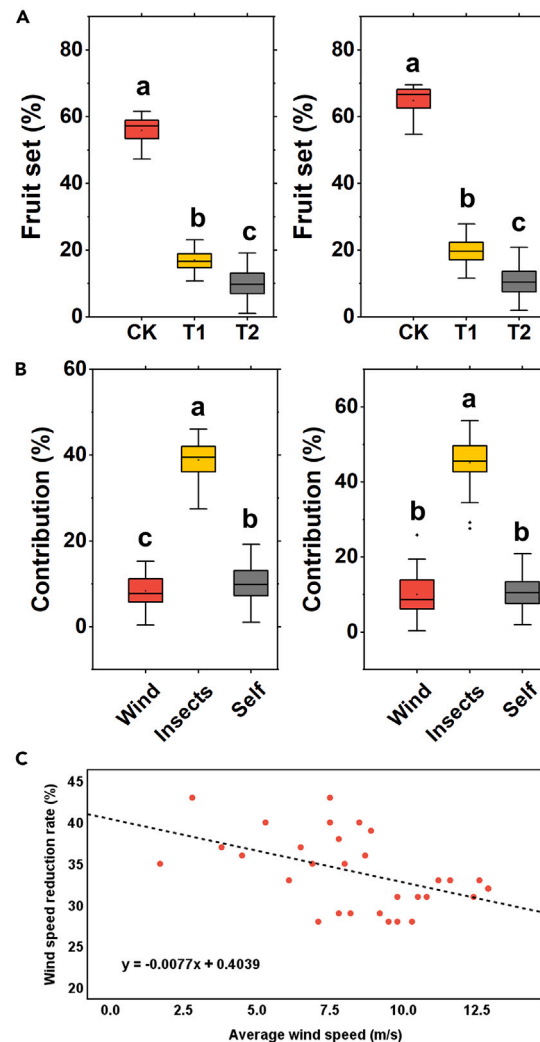 A
Fruit set (%)
80
60
40
20
0
a
b
c
CK T1 T2
Fruit set (%)
80
60
40
20
0
a
b
c
CK T1 T2
B
Contribution (%)
60
40
20
0
c
a
b
Wind Insects Self
Contribution (%)
60
40
20
0
b
a
b
Wind Insects Self
C
Wind speed reduction rate (%)
45
40
35
30
25
20
y = -0.0077x + 0.4039
0.0 2.5 5.0 7.5 10.0 12.5
Average wind speed (m/s)